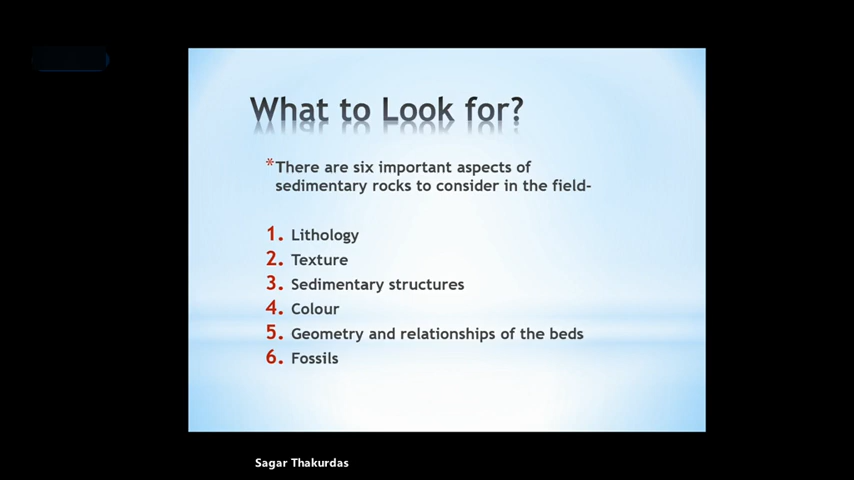 What to Look for?
*There are six important aspects of
sedimentary rocks to consider in the field-
1. Lithology
2. Texture
3. Sedimentary structures
4. Colour
5. Geometry and relationships of the beds
6. Fossils
Sagar Thakurdas